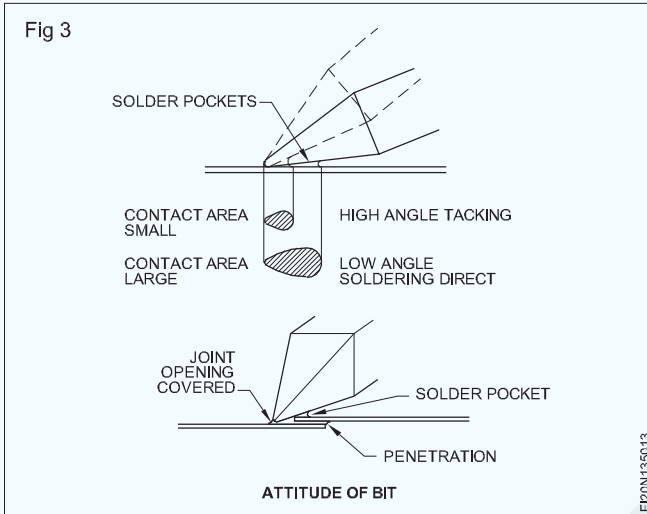 Fig 3
SOLDER POCKETS
CONTACT AREA
SMALL
HIGH ANGLE TACKING
CONTACT AREA
LARGE
LOW ANGLE
SOLDERING DIRECT
JOINT
OPENING
COVERED
SOLDER POCKET
PENETRATION
ATTITUDE OF BIT
FI20N135013